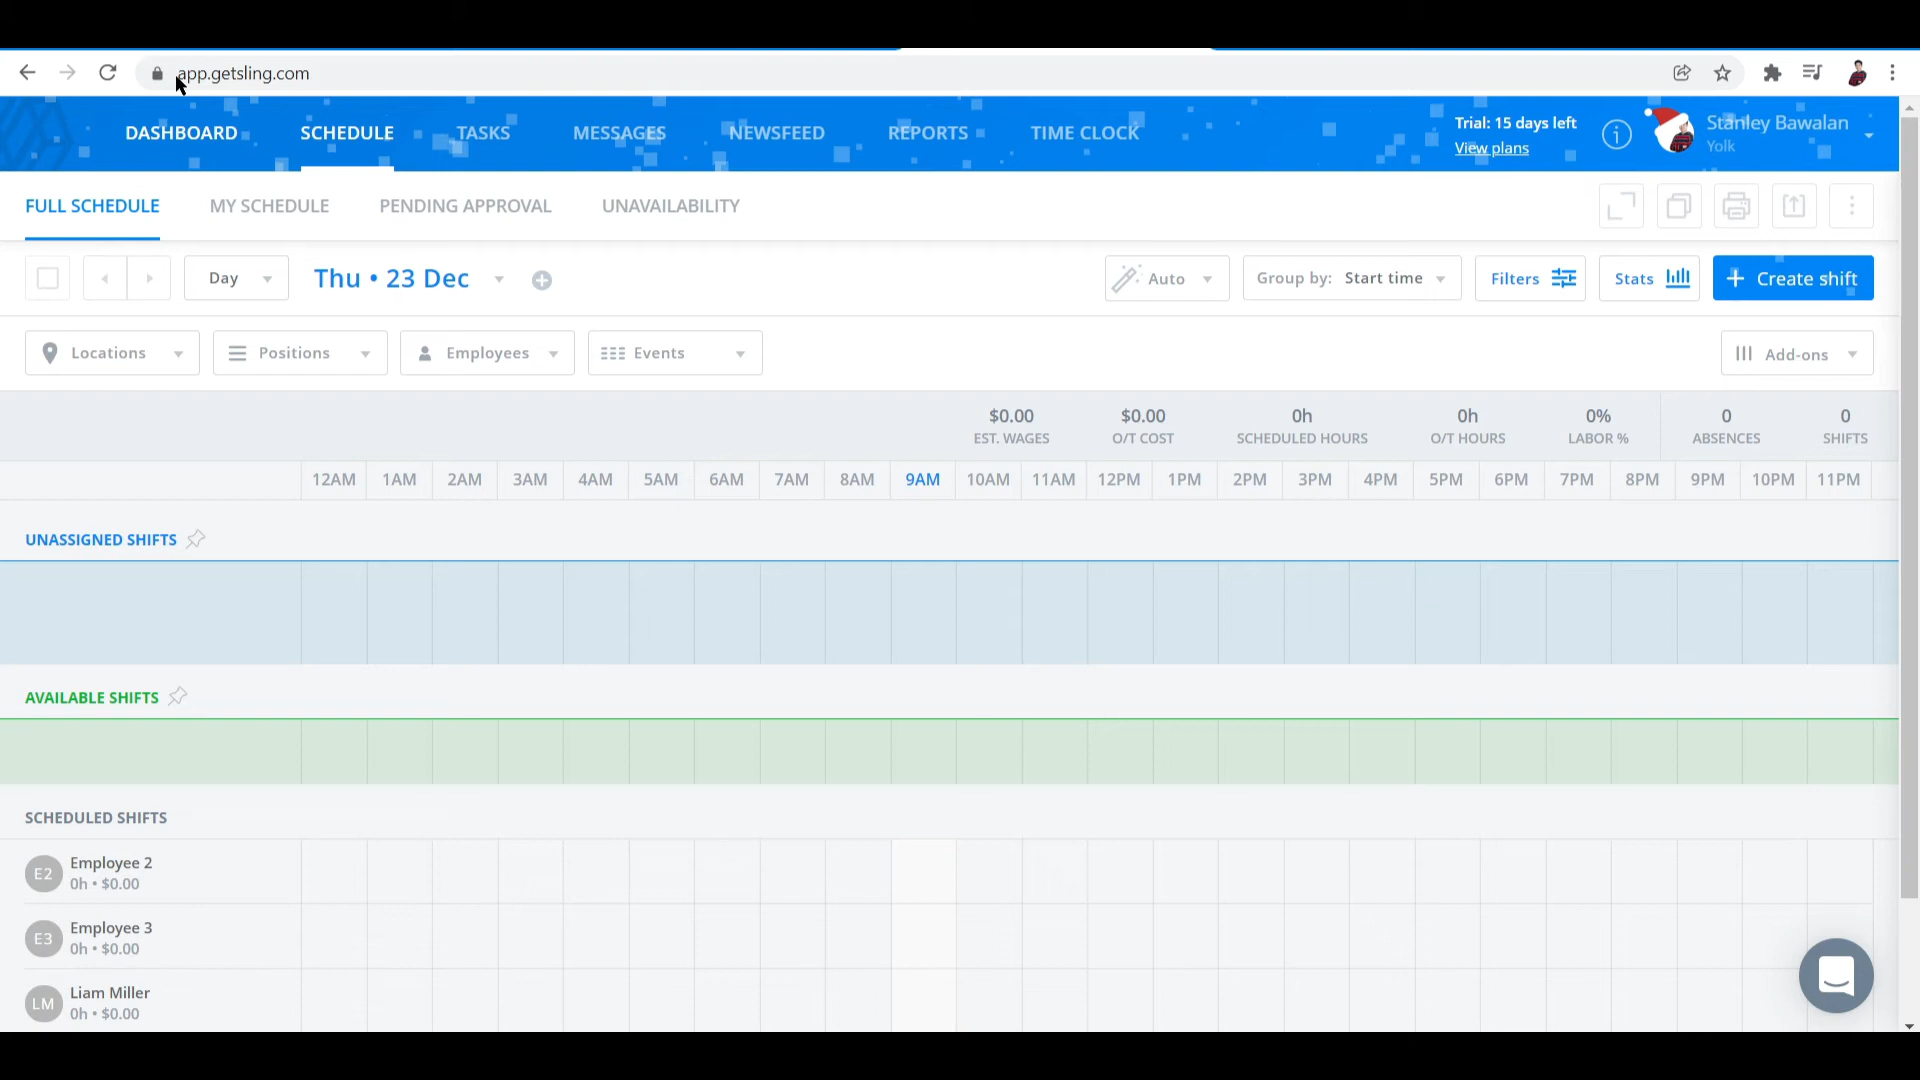 app.getsling.com
DASHBOARD SCHEDULE TASKS MESSAGES NEWSFEED REPORTS TIME CLOCK
Trial: 15 days left
View plans
Stanley Bawalan
Yolk
FULL SCHEDULE MY SCHEDULE PENDING APPROVAL UNAVAILABILITY
Day Thu • 23 Dec Auto Group by: Start time Filters Stats + Create shift
Locations Positions Employees Events Add-ons
$0.00 $0.00 0h 0h 0% 0 0
EST. WAGES O/T COST SCHEDULED HOURS O/T HOURS LABOR % ABSENCES SHIFTS
12AM 1AM 2AM 3AM 4AM 5AM 6AM 7AM 8AM 9AM 10AM 11AM 12PM 1PM 2PM 3PM 4PM 5PM 6PM 7PM 8PM 9PM 10PM 11PM
UNASSIGNED SHIFTS
AVAILABLE SHIFTS
SCHEDULED SHIFTS
E2 Employee 2
0h • $0.00
E3 Employee 3
0h • $0.00
LM Liam Miller
0h • $0.00